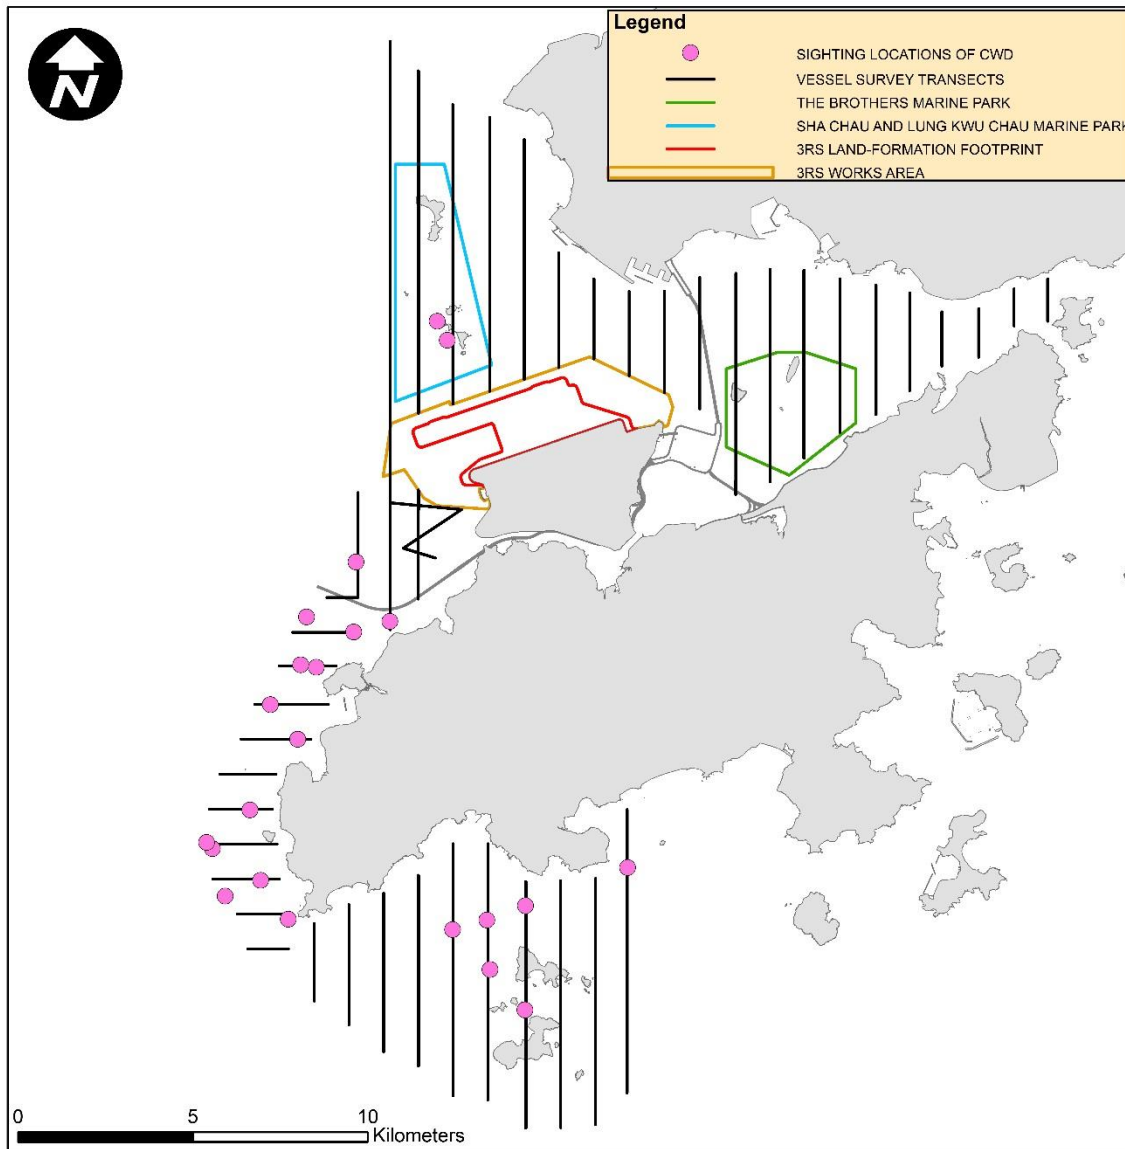 Legend
SIGHTING LOCATIONS OF CWD
VESSEL SURVEY TRANSECTS
THE BROTHERS MARINE PARK
SHA CHAU AND LUNG KWU CHAU MARINE PARK
3RS LAND-FORMATION FOOTPRINT
3RS WORKS AREA
N
0 5 10
Kilometers